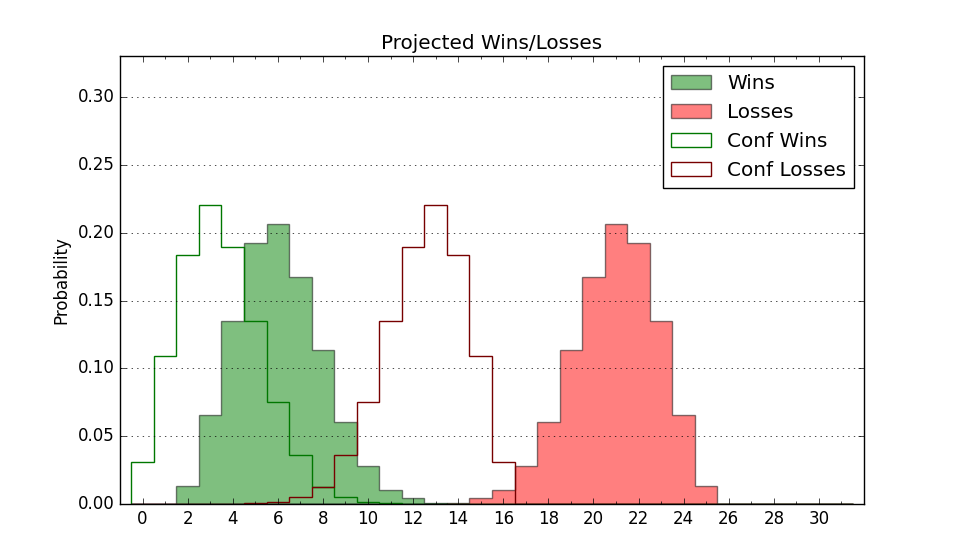 Projected Wins/Losses
Wins
Losses
Conf Wins
Conf Losses
Probability
0.30
0.25
0.20
0.15
0.10
0.05
0.00
0 2 4 6 8 10 12 14 16 18 20 22 24 26 28 30